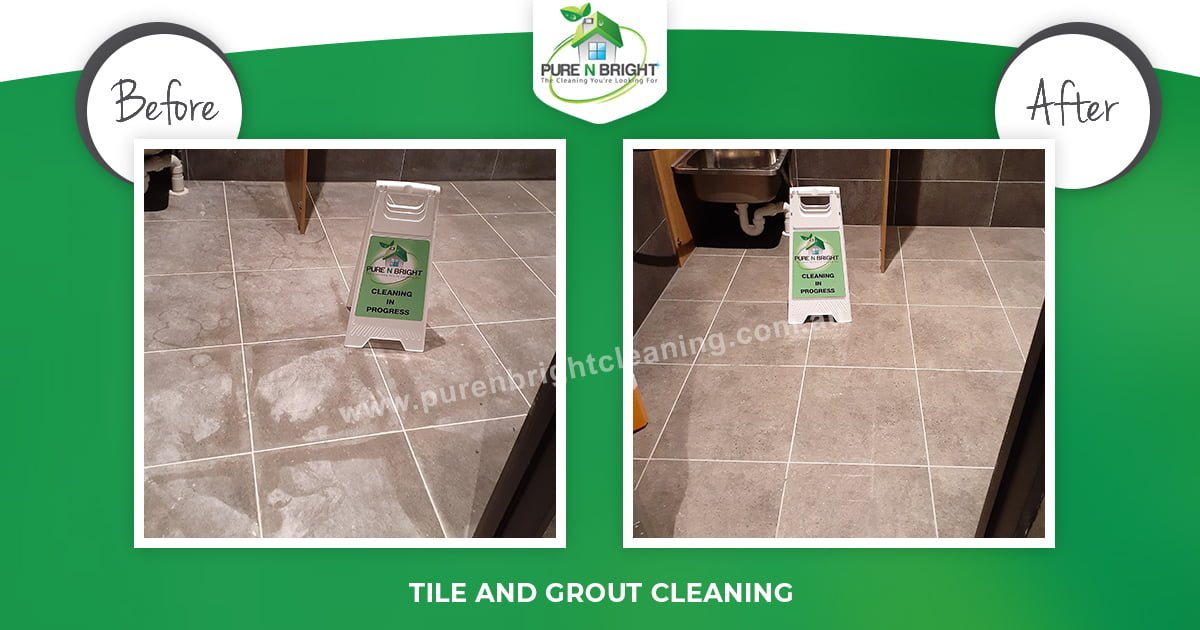 PURE N BRIGHT
The Cleaning You're Looking For
Before
After
PURE N BRIGHT
CLEANING
IN
PROGRESS
PURE N BRIGHT
CLEANING
IN
PROGRESS
www.purenbrightcleaning.com.au
TILE AND GROUT CLEANING